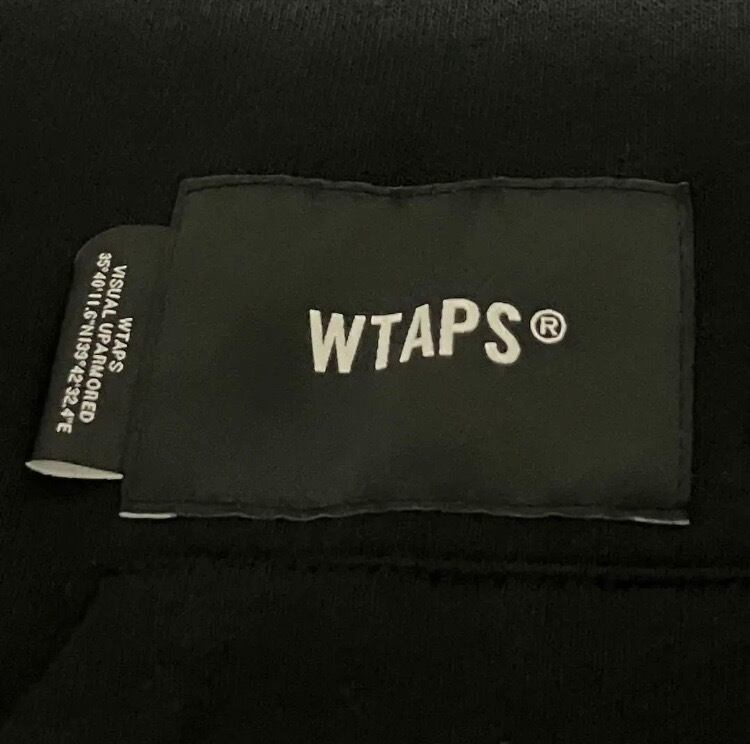 WTAPS®
WTAPS
VISUAL UPARMORED
35°40'11.6"N139°42'32.4"E